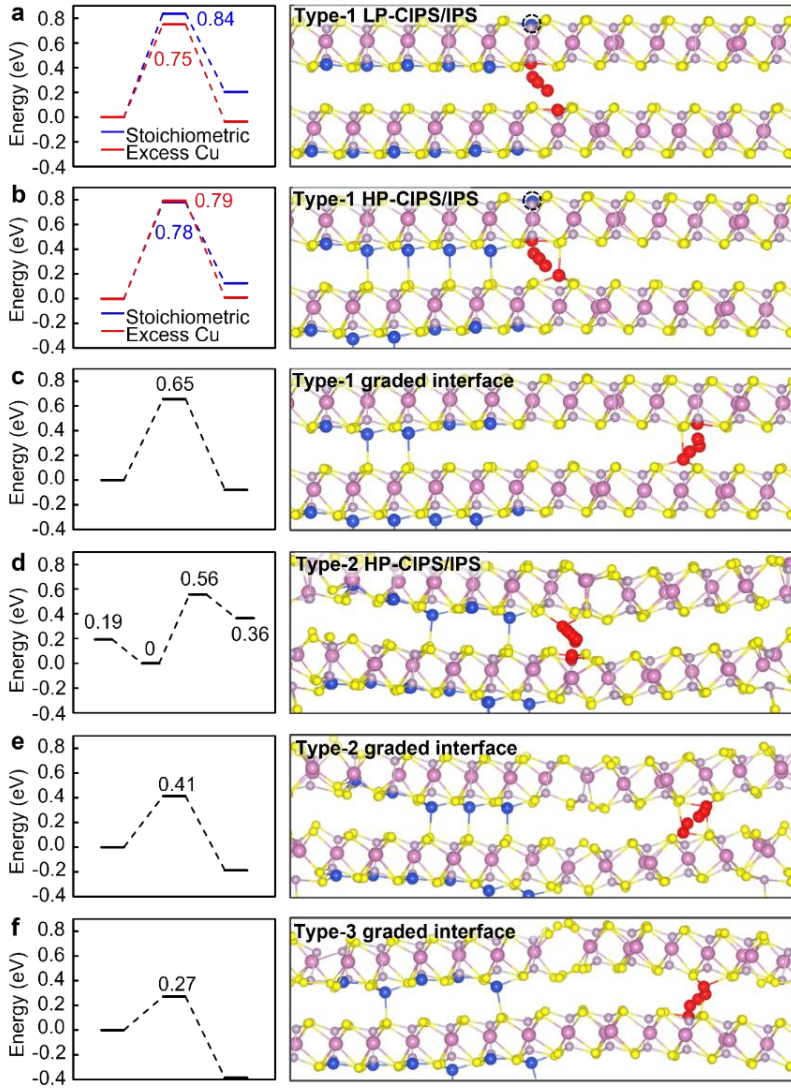 a
Energy (eV)
0.8
0.6
0.4
0.2
0.0
-0.2
-0.4
0.84
0.75
Stoichiometric
Excess Cu
Type-1 LP-CIPS/IPS
b
Energy (eV)
0.8
0.6
0.4
0.2
0.0
-0.2
-0.4
0.79
0.78
Stoichiometric
Excess Cu
Type-1 HP-CIPS/IPS
c
Energy (eV)
0.8
0.6
0.4
0.2
0.0
-0.2
-0.4
0.65
Type-1 graded interface
d
Energy (eV)
0.8
0.6
0.4
0.2
0.0
-0.2
-0.4
0.19
0
0.56
0.36
Type-2 HP-CIPS/IPS
e
Energy (eV)
0.8
0.6
0.4
0.2
0.0
-0.2
-0.4
0.41
Type-2 graded interface
f
Energy (eV)
0.8
0.6
0.4
0.2
0.0
-0.2
-0.4
0.27
Type-3 graded interface